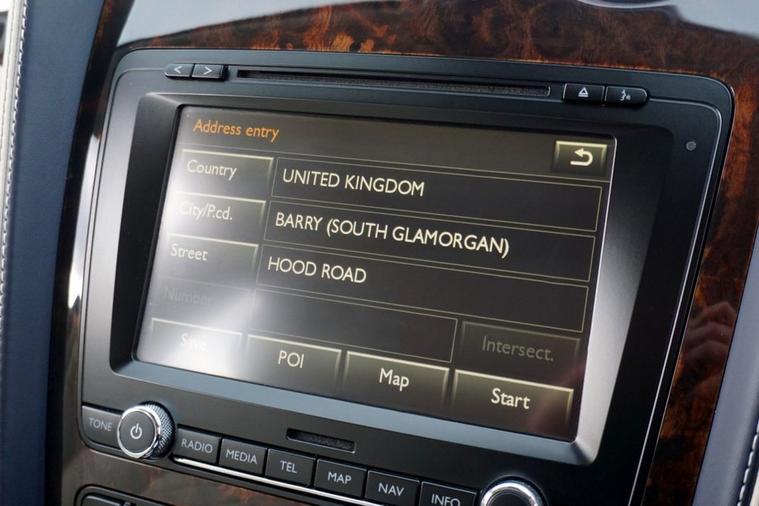 Address entry
Country
UNITED KINGDOM
City/P.cd.
BARRY (SOUTH GLAMORGAN)
Street
HOOD ROAD
Number
Intersect.
Save
POI
Map
Start
TONE
RADIO
MEDIA
TEL
MAP
NAV
INFO